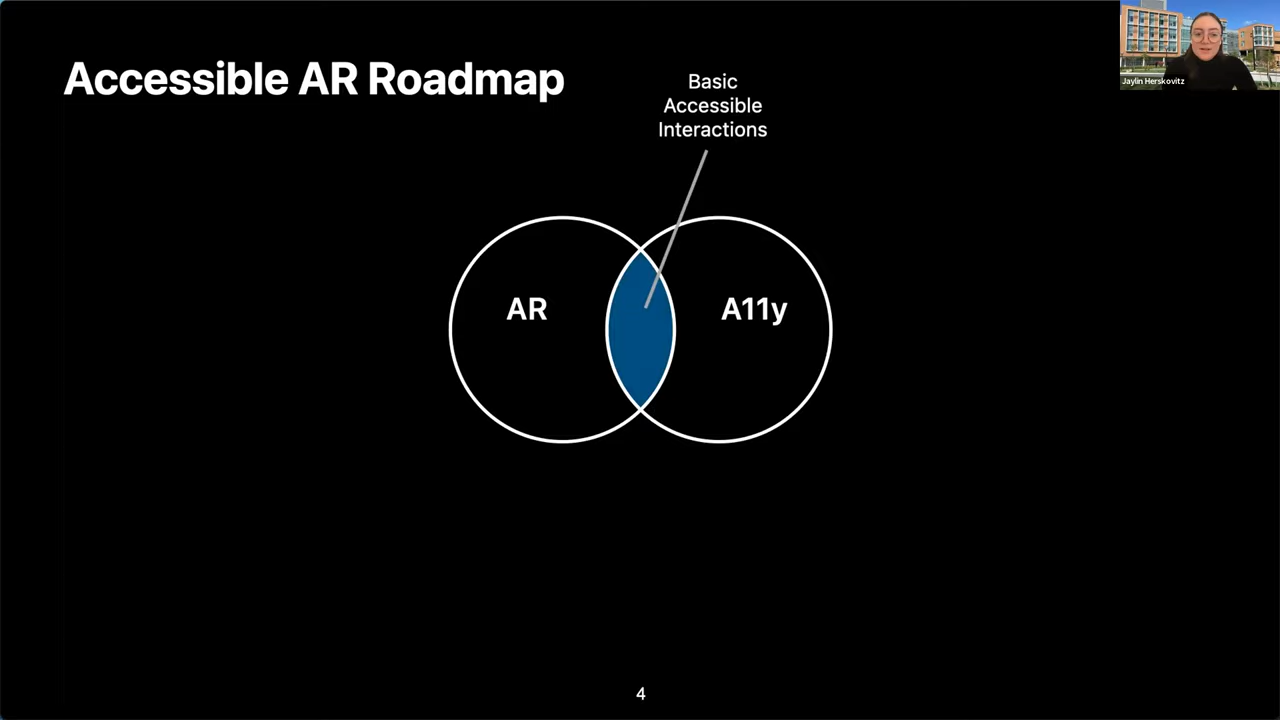 Accessible AR Roadmap
Basic
Accessible
Interactions
AR
A11y
Jaylin Herskovitz
4